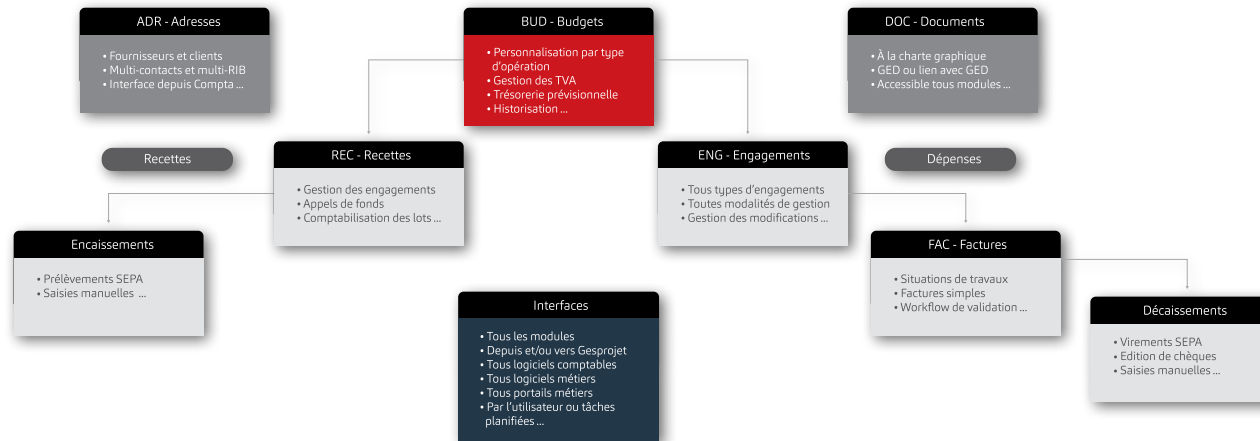 ADR - Adresses
• Fournisseurs et clients
• Multi-contacts et multi-RIB
• Interface depuis Compta ...
BUD - Budgets
• Personnalisation par type
d'opération
• Gestion des TVA
• Trésorerie prévisionnelle
• Historisation ...
DOC - Documents
• À la charte graphique
• GED ou lien avec GED
• Accessible tous modules ...
Recettes
REC - Recettes
• Gestion des engagements
• Appels de fonds
• Comptabilisation des lots ...
ENG - Engagements
• Tous types d'engagements
• Toutes modalités de gestion
• Gestion des modifications ...
Dépenses
Encaissements
• Prélèvements SEPA
• Saisies manuelles ...
FAC - Factures
• Situations de travaux
• Factures simples
• Workflow de validation ...
Interfaces
• Tous les modules
• Depuis et/ou vers Gesprojet
• Tous logiciels comptables
• Tous logiciels métiers
• Tous portails métiers
• Par l'utilisateur ou tâches
planifiées ...
Décaissements
• Virements SEPA
• Edition de chèques
• Saisies manuelles ...